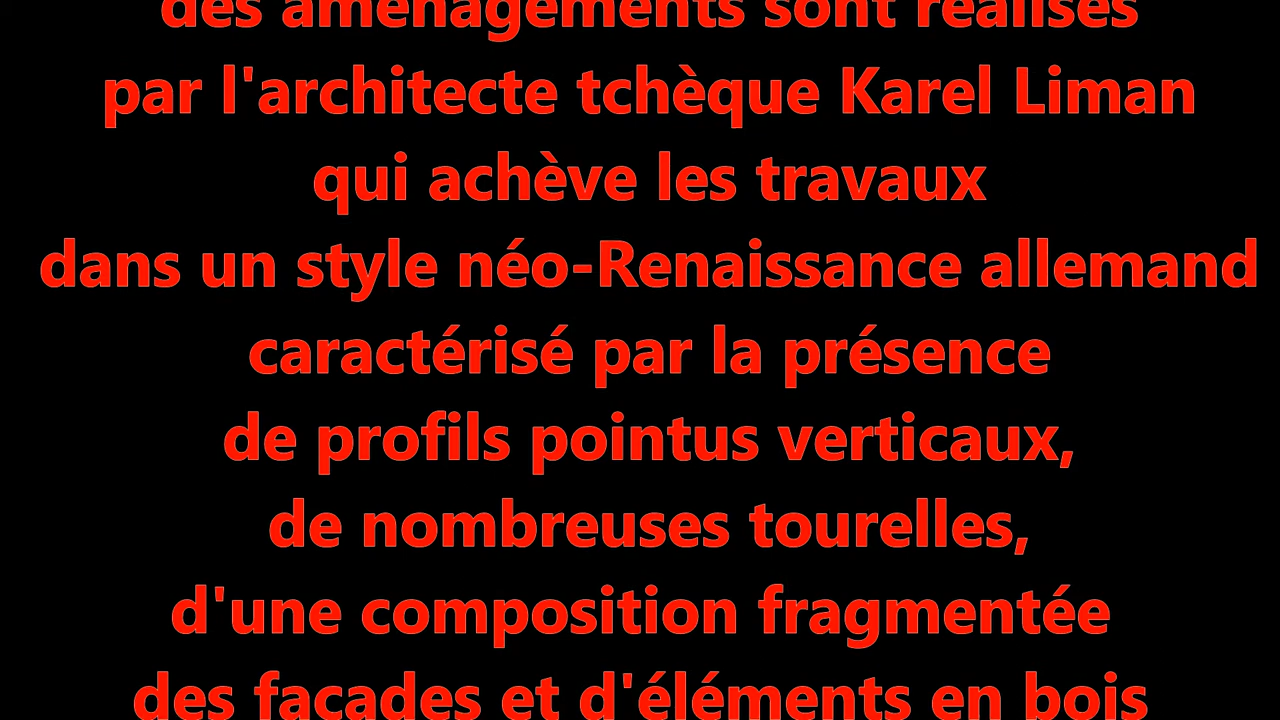 des aménagements sont réalisés
par l'architecte tchèque Karel Liman
qui achève les travaux
dans un style néo-Renaissance allemand
caractérisé par la présence
de profils pointus verticaux,
de nombreuses tourelles,
d'une composition fragmentée
des façades et d'éléments en bois